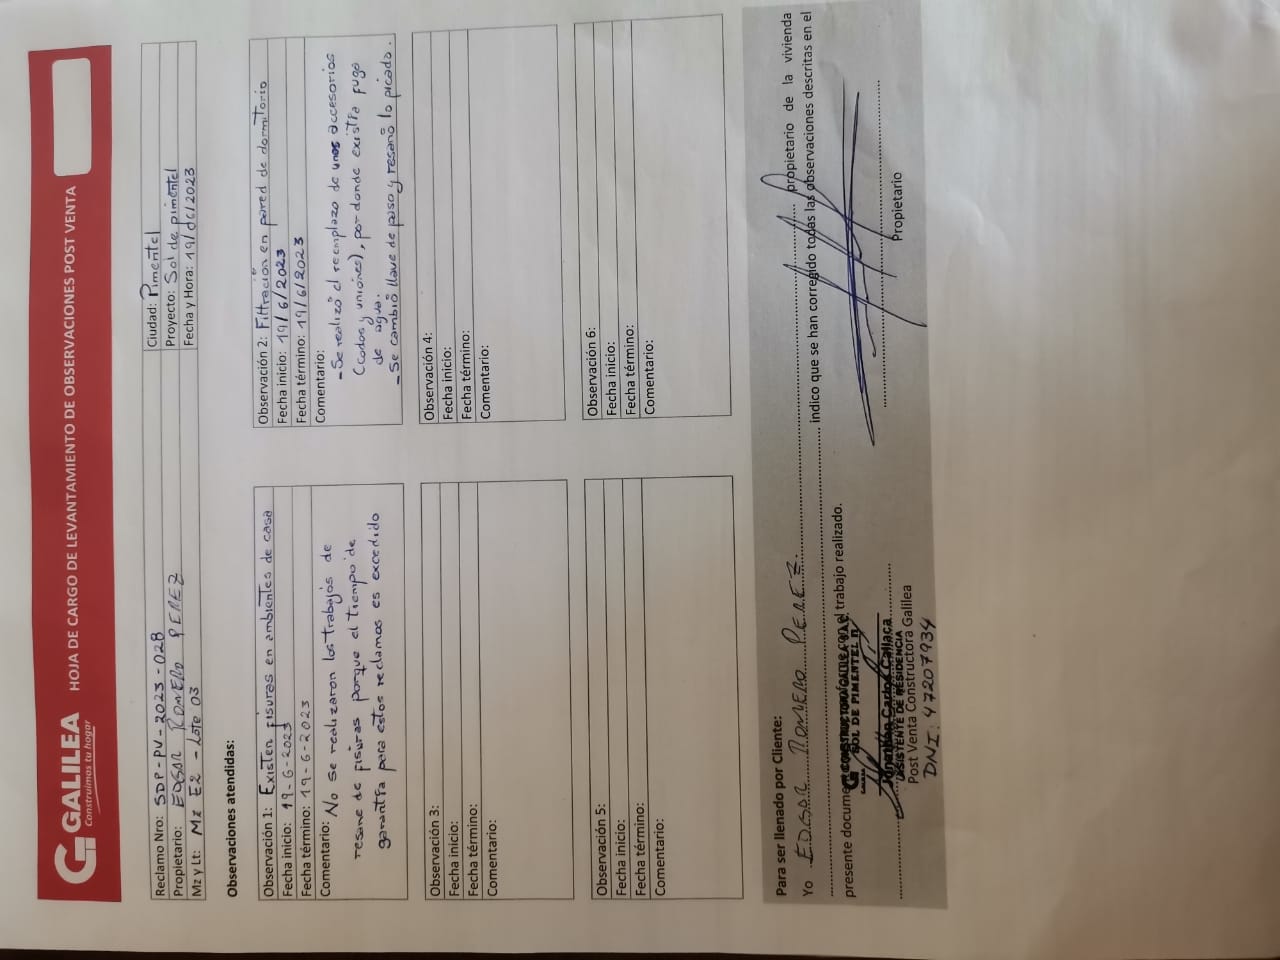 GALILEA
Construimos tu hogar
HOJA DE CARGO DE LEVANTAMIENTO DE OBSERVACIONES POST VENTA
Reclamo Nro: SDP-PV-2023-028
Ciudad: Pimentel
Propietario: EDGAR ROMERO PEREZ
Proyecto: Sol de pimentel
Mz y Lt: Mz E2 - Lote 03
Fecha y Hora: 19/06/2023
Observaciones atendidas:
Observación 1: Existen fisuras en ambientes de casa
Fecha inicio: 19-6-2023
Fecha término: 19-6-2023
Comentario: No se realizaron los trabajos de
resane de fisuras porque el tiempo de
garantía para estos reclamos es excedido
Observación 2: Filtración en pared de dormitorio
Fecha inicio: 19/6/2023
Fecha término: 19/6/2023
Comentario:
- Se realizó el reemplazo de unos accesorios
(codos y uniones), por donde existía fuga
de agua.
- Se cambió llave de paso y resanó lo picado.
Observación 3:
Fecha inicio:
Fecha término:
Comentario:
Observación 4:
Fecha inicio:
Fecha término:
Comentario:
Observación 5:
Fecha inicio:
Fecha término:
Comentario:
Observación 6:
Fecha inicio:
Fecha término:
Comentario:
Para ser llenado por Cliente:
Yo EDGAR ROMERO PEREZ. propietario de la vivienda
indico que se han corregido todas las observaciones descritas en el
presente documento con el trabajo realizado.
SOL DE PIMENTEL II
Jonathan Carlos Callaca
ASISTENTE DE RESIDENCIA
Post Venta Constructora Galilea
DNI: 47207934
Propietario